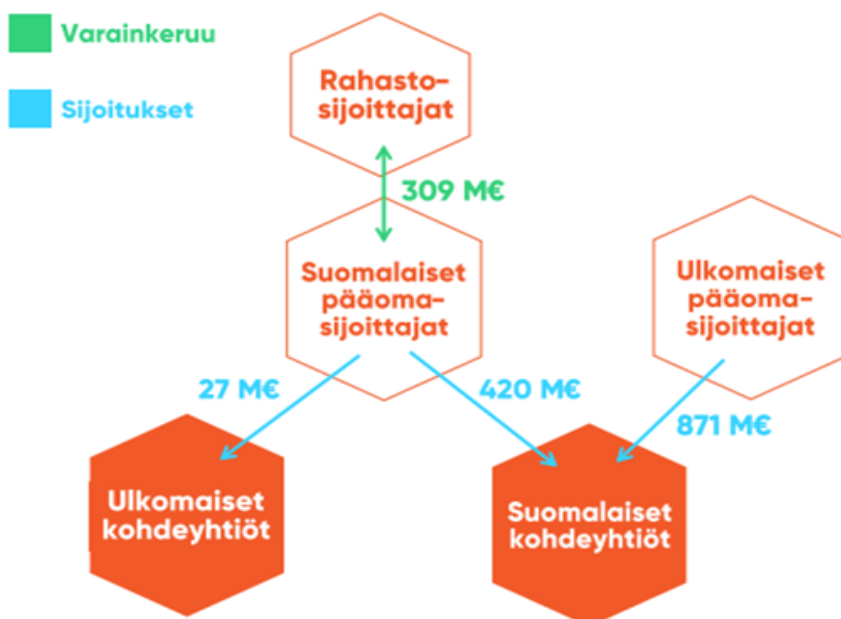 Varainkeruu
Sijoitukset
Rahasto-
sijoittajat
309 M€
Suomalaiset
pääoma-
sijoittajat
Ulkomaiset
pääoma-
sijoittajat
27 M€
420 M€
871 M€
Ulkomaiset
kohdeyhtiöt
Suomalaiset
kohdeyhtiöt